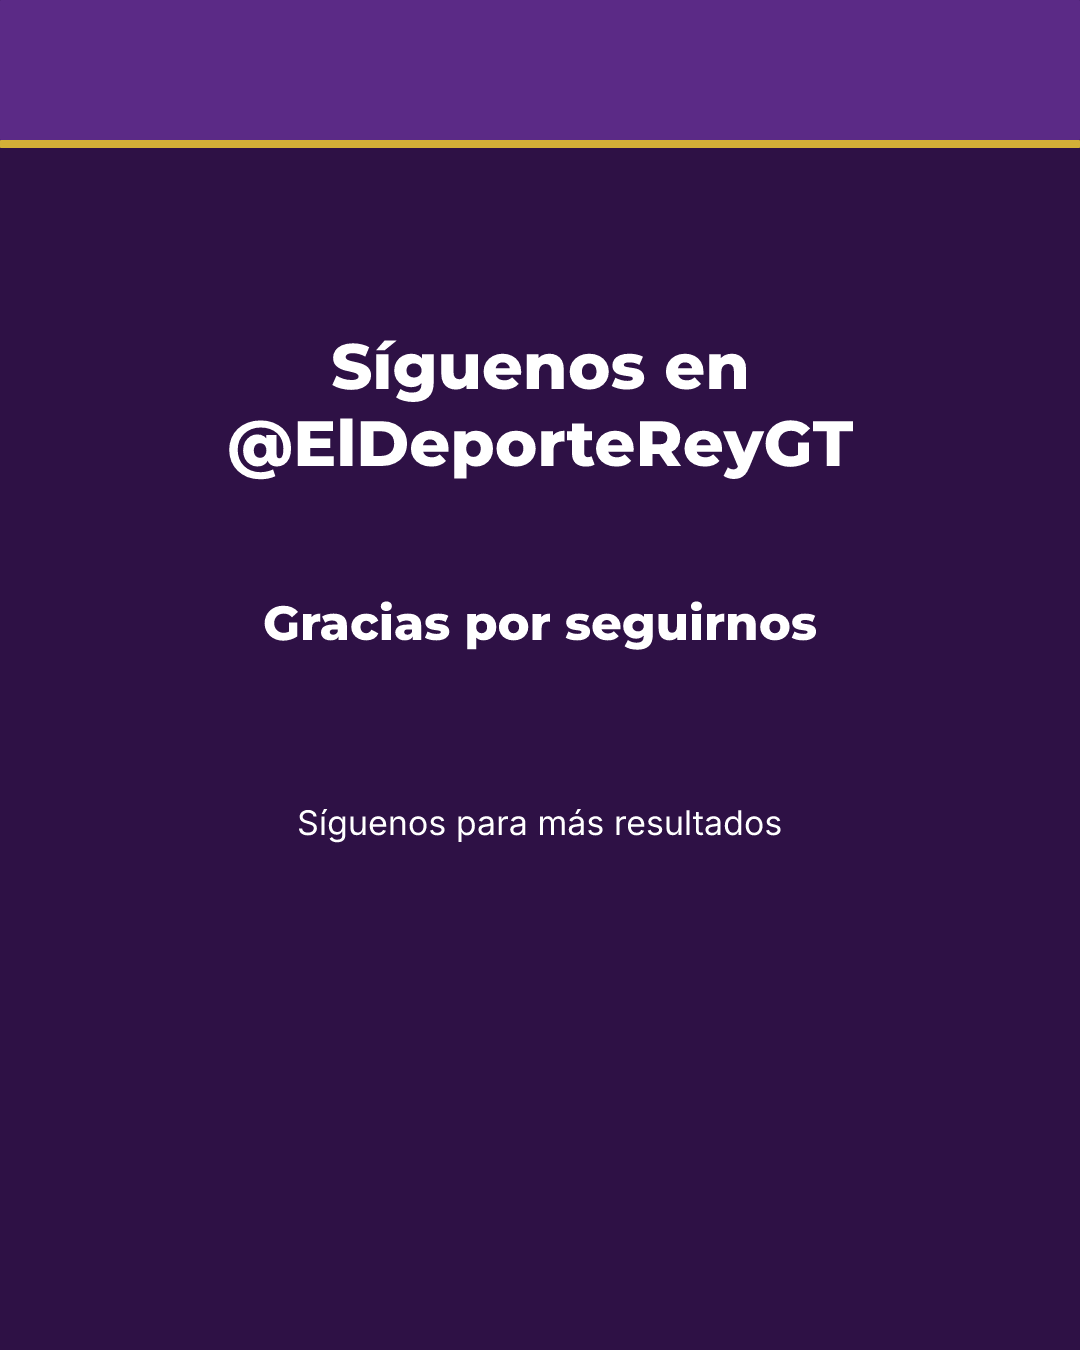 Síguenos en
@ElDeporteReyGT
Gracias por seguirnos
Síguenos para más resultados